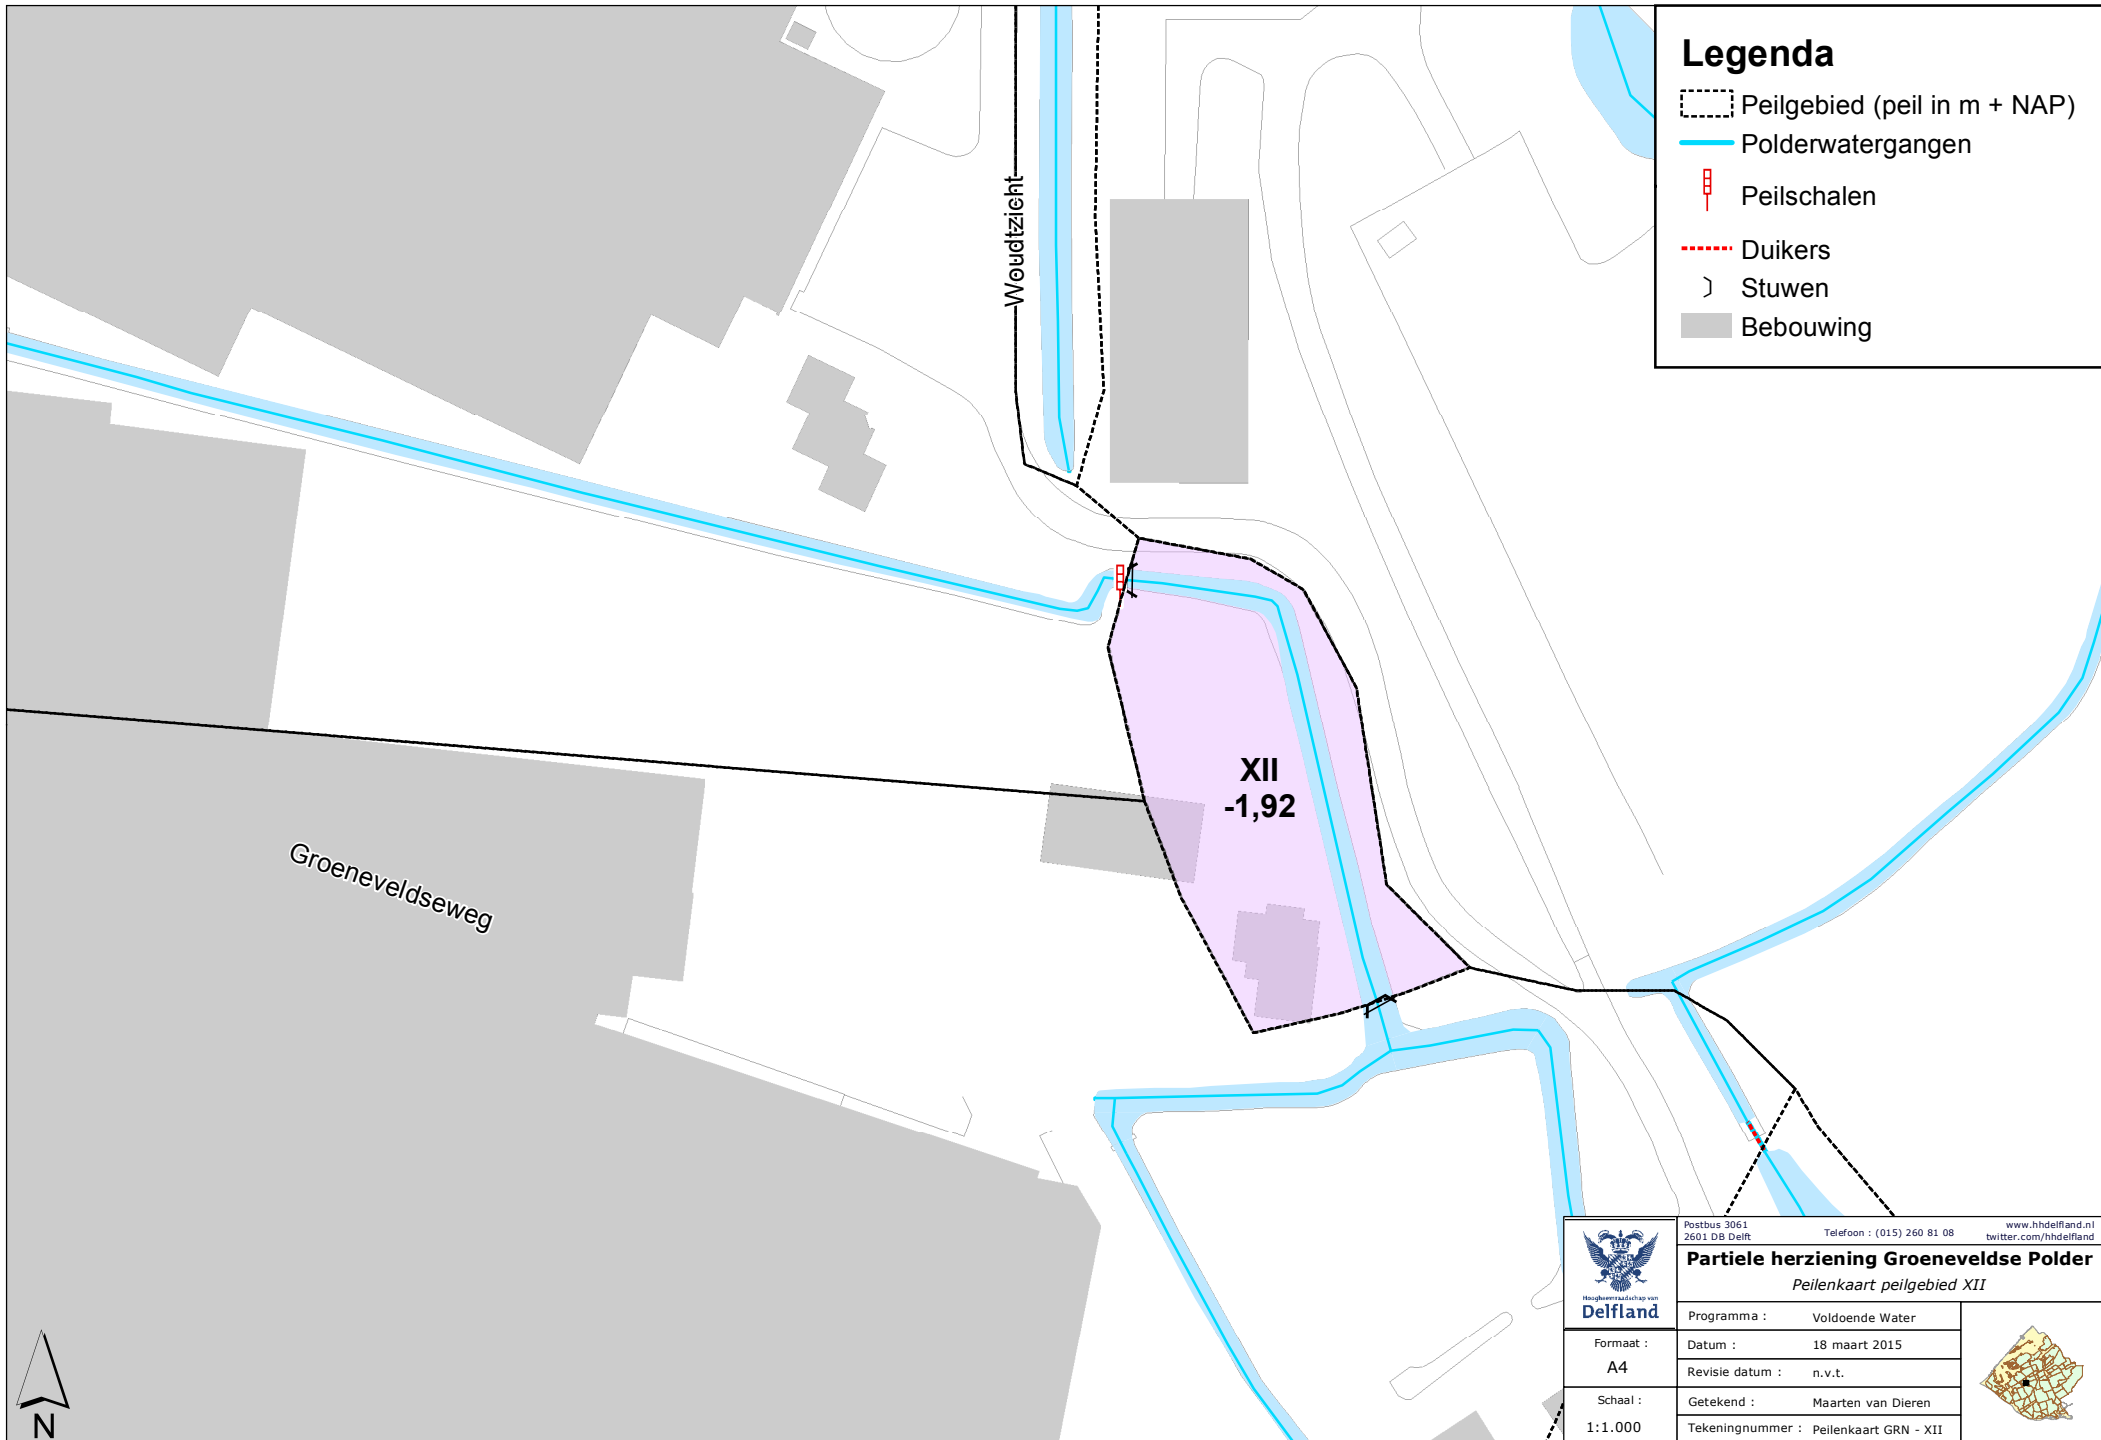 Legenda
Peilgebied (peil in m + NAP)
Polderwatergangen
Peilschalen
Duikers
Stuwen
Bebouwing
Woudtzicht
XII
-1,92
Groeneveldseweg
N
Postbus 3061
2601 DB Delft
Telefoon : (015) 260 81 08
www.hhdelfland.nl
twitter.com/hhdelfland
Partiele herziening Groeneveldse Polder
Peilenkaart peilgebied XII
Hoogheemraadschap van
Delfland
Programma : Voldoende Water
Formaat :
A4
Datum : 18 maart 2015
Revisie datum : n.v.t.
Schaal :
1:1.000
Getekend : Maarten van Dieren
Tekeningnummer : Peilenkaart GRN - XII